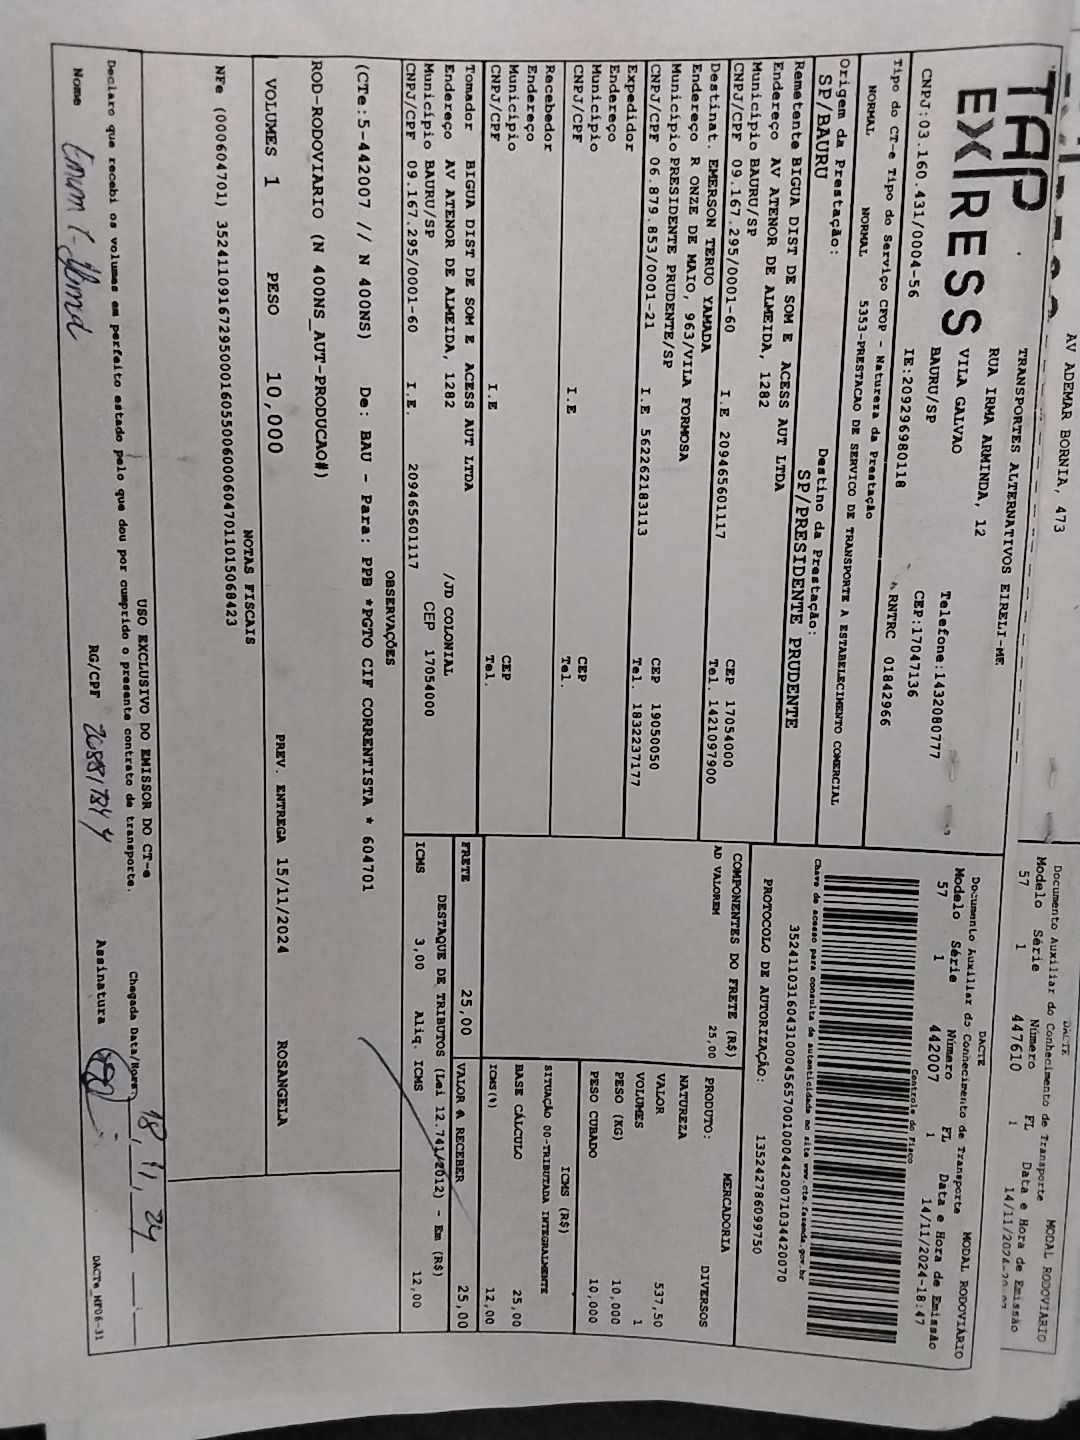 AV ADEMAR BORNIA, 473
DACTE
Documento Auxiliar do Conhecimento de Transporte MODAL RODOVIARIO
Modelo Série Número FL Data e Hora de Emissão
57 1 447610 1 14/11/2024
TAP EXPRESS
TRANSPORTES ALTERNATIVOS EIRELI-ME
RUA IRMA ARMINDA, 12
VILA GALVAO
BAURU/SP
Telefone:1432080777
CEP:17047136
CNPJ:03.160.431/0004-56 IE:209296980118 RNTRC 01842966
DACTE
Documento Auxiliar do Conhecimento de Transporte MODAL RODOVIÁRIO
Modelo Série Número FL Data e Hora de Emissão
57 1 442007 1 14/11/2024-18:47
Controle do Fisco
Tipo do CT-e Tipo do Serviço CFOP - Natureza da Prestação
NORMAL NORMAL 5353-PRESTACAO DE SERVICO DE TRANSPORTE A ESTABELECIMENTO COMERCIAL
Chave de acesso para consulta de autenticidade no site www.cte.fazenda.gov.br
35241103160431000456570010004420071034420070
PROTOCOLO DE AUTORIZAÇÃO: 135242786099750
Origem da Prestação: Destino da Prestação:
SP/BAURU SP/PRESIDENTE PRUDENTE
Remetente BIGUA DIST DE SOM E ACESS AUT LTDA
Endereço AV ATENOR DE ALMEIDA, 1282
Município BAURU/SP CEP 17054000
CNPJ/CPF 09.167.295/0001-60 I.E 209465601117 Tel. 1421097900
Destinat. EMERSON TERUO YAMADA
Endereço R ONZE DE MAIO, 963/VILA FORMOSA
Município PRESIDENTE PRUDENTE/SP CEP 19050050
CNPJ/CPF 06.879.853/0001-21 I.E 562262183113 Tel. 1832237177
Expedidor
Endereço
Município CEP
CNPJ/CPF I.E Tel.
Recebedor
Endereço
Município CEP
CNPJ/CPF I.E Tel.
Tomador BIGUA DIST DE SOM E ACESS AUT LTDA
Endereço AV ATENOR DE ALMEIDA, 1282 /JD COLONIAL
Município BAURU/SP CEP 17054000
CNPJ/CPF 09.167.295/0001-60 I.E. 209465601117
COMPONENTES DO FRETE (R$)
AD VALOREM 25,00
FRETE 25,00
PRODUTO: MERCADORIA
NATUREZA DIVERSOS
VALOR 537,50
VOLUMES 1
PESO (KG) 10,000
PESO CUBADO 10,000
ICMS (R$)
SITUAÇÃO 00-TRIBUTADA INTEGRALMENTE
BASE CÁLCULO 25,00
ICMS(%) 12,00
VALOR A RECEBER 25,00
DESTAQUE DE TRIBUTOS (Lei 12.741/2012) - Em (R$)
ICMS 3,00 Aliq. ICMS 12,00
OBSERVAÇÕES
(CTe:5-442007 // N 400NS) De: BAU - Para: PPB *PGTO CIF CORRENTISTA * 604701
ROD-RODOVIARIO (N 400NS_AUT-PRODUCAO#)
VOLUMES 1 PESO 10,000 PREV. ENTREGA 15/11/2024 ROSANGELA
NOTAS FISCAIS
NFe (000604701) 35241109167295000160550060006047011015068423
USO EXCLUSIVO DO EMISSOR DO CT-e
Declaro que recebi os volumes em perfeito estado pelo que dou por cumprido o presente contrato de transporte.
Chegada Data/Hora: 18/11/24
Nome RG/CPF Assinatura
DACTe_MF06-31